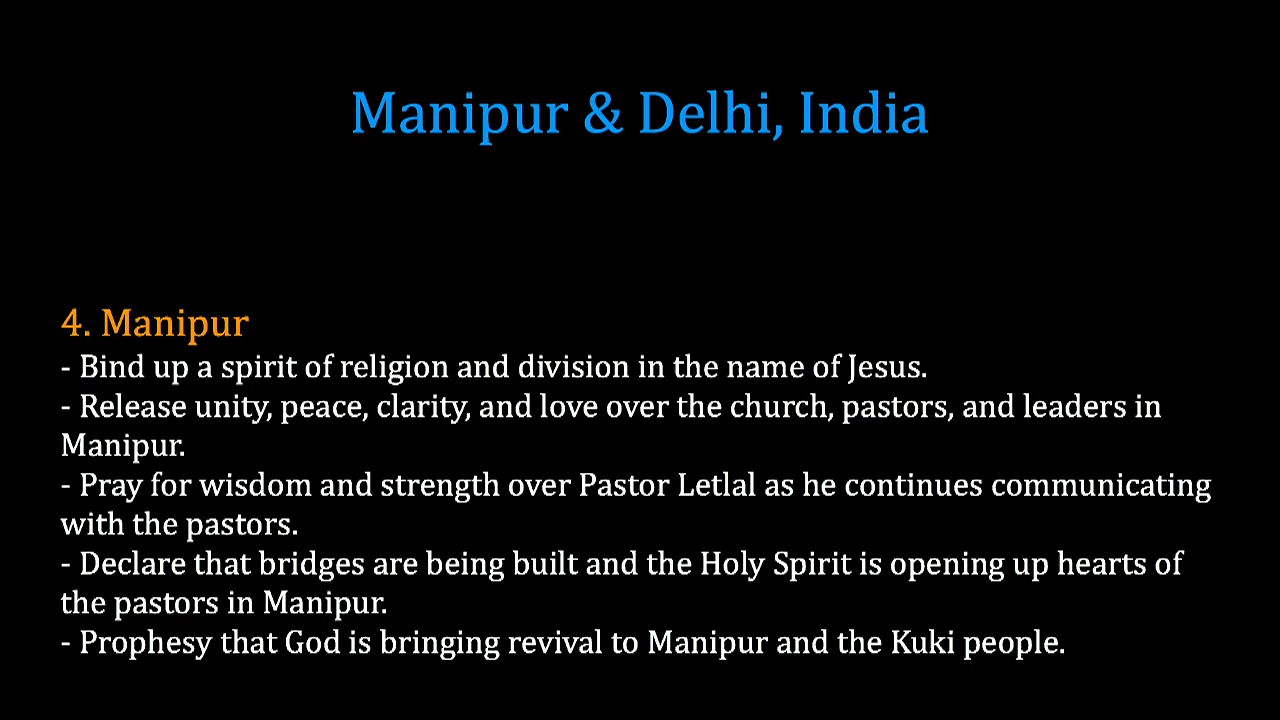 Manipur & Delhi, India
4. Manipur
- Bind up a spirit of religion and division in the name of Jesus.
- Release unity, peace, clarity, and love over the church, pastors, and leaders in
Manipur.
- Pray for wisdom and strength over Pastor Letlal as he continues communicating
with the pastors.
- Declare that bridges are being built and the Holy Spirit is opening up hearts of
the pastors in Manipur.
- Prophesy that God is bringing revival to Manipur and the Kuki people.